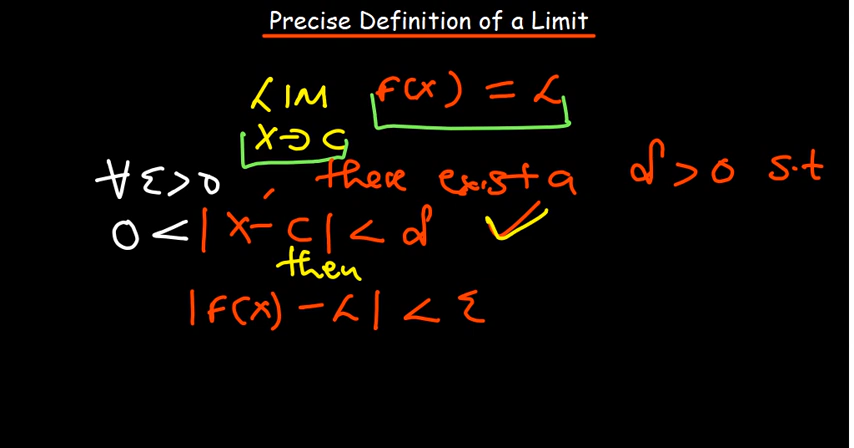 Precise Definition of a Limit
LIM F(x) = L
x→c
∀ε>0, there exist a δ>0 s.t
0<|x-c|<δ
then
|F(x)-L|<ε